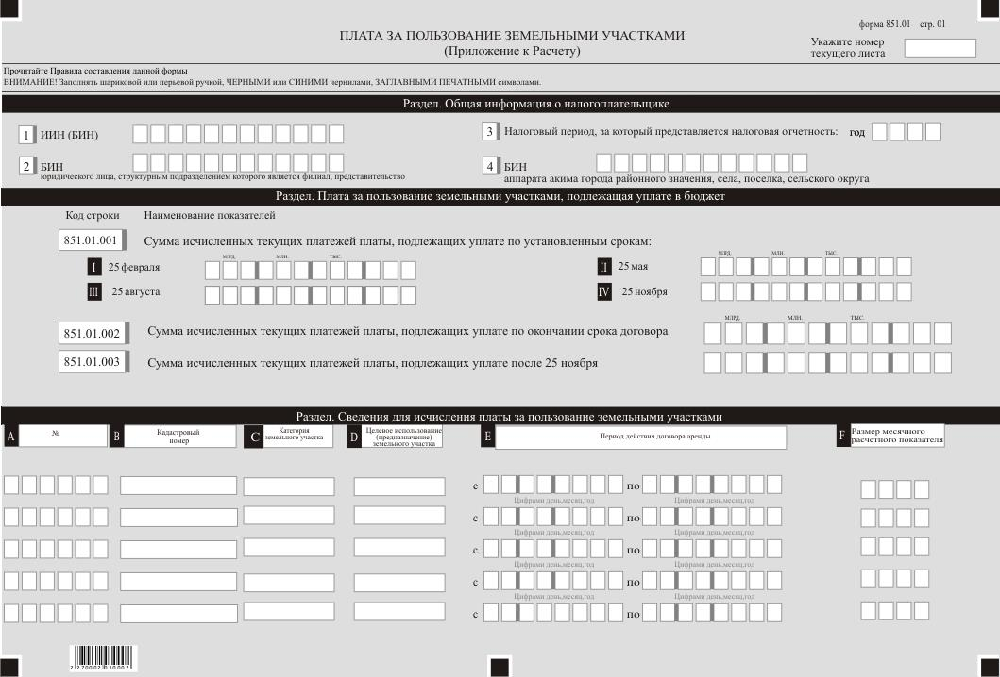 форма 851.01 стр. 01
ПЛАТА ЗА ПОЛЬЗОВАНИЕ ЗЕМЕЛЬНЫМИ УЧАСТКАМИ
(Приложение к Расчету)
Укажите номер
текущего листа
Прочитайте Правила составления данной формы
ВНИМАНИЕ! Заполнять шариковой или перьевой ручкой, ЧЕРНЫМИ или СИНИМИ чернилами, ЗАГЛАВНЫМИ ПЕЧАТНЫМИ символами.
Раздел. Общая информация о налогоплательщике
1 ИИН (БИН)
3 Налоговый период, за который представляется налоговая отчетность: год
2 БИН
юридического лица, структурным подразделением которого является филиал, представительство
4 БИН
аппарата акима города районного значения, села, поселка, сельского округа
Раздел. Плата за пользование земельными участками, подлежащая уплате в бюджет
Код строки Наименование показателей
851.01.001 Сумма исчисленных текущих платежей платы, подлежащих уплате по установленным срокам:
МЛРД. МЛН. ТЫС. МЛРД. МЛН. ТЫС.
I 25 февраля II 25 мая
III 25 августа IV 25 ноября
МЛРД. МЛН. ТЫС.
851.01.002 Сумма исчисленных текущих платежей платы, подлежащих уплате по окончании срока договора
851.01.003 Сумма исчисленных текущих платежей платы, подлежащих уплате после 25 ноября
Раздел. Сведения для исчисления платы за пользование земельными участками
A №
B Кадастровый
номер
C Категория
земельного участка
D Целевое использование
(предназначение)
земельного участка
E Период действия договора аренды
F Размер месячного
расчетного показателя
с по
Цифрами день,месяц,год Цифрами день,месяц,год
с по
Цифрами день,месяц,год Цифрами день,месяц,год
с по
Цифрами день,месяц,год Цифрами день,месяц,год
с по
Цифрами день,месяц,год Цифрами день,месяц,год
с по
2 270002 010002